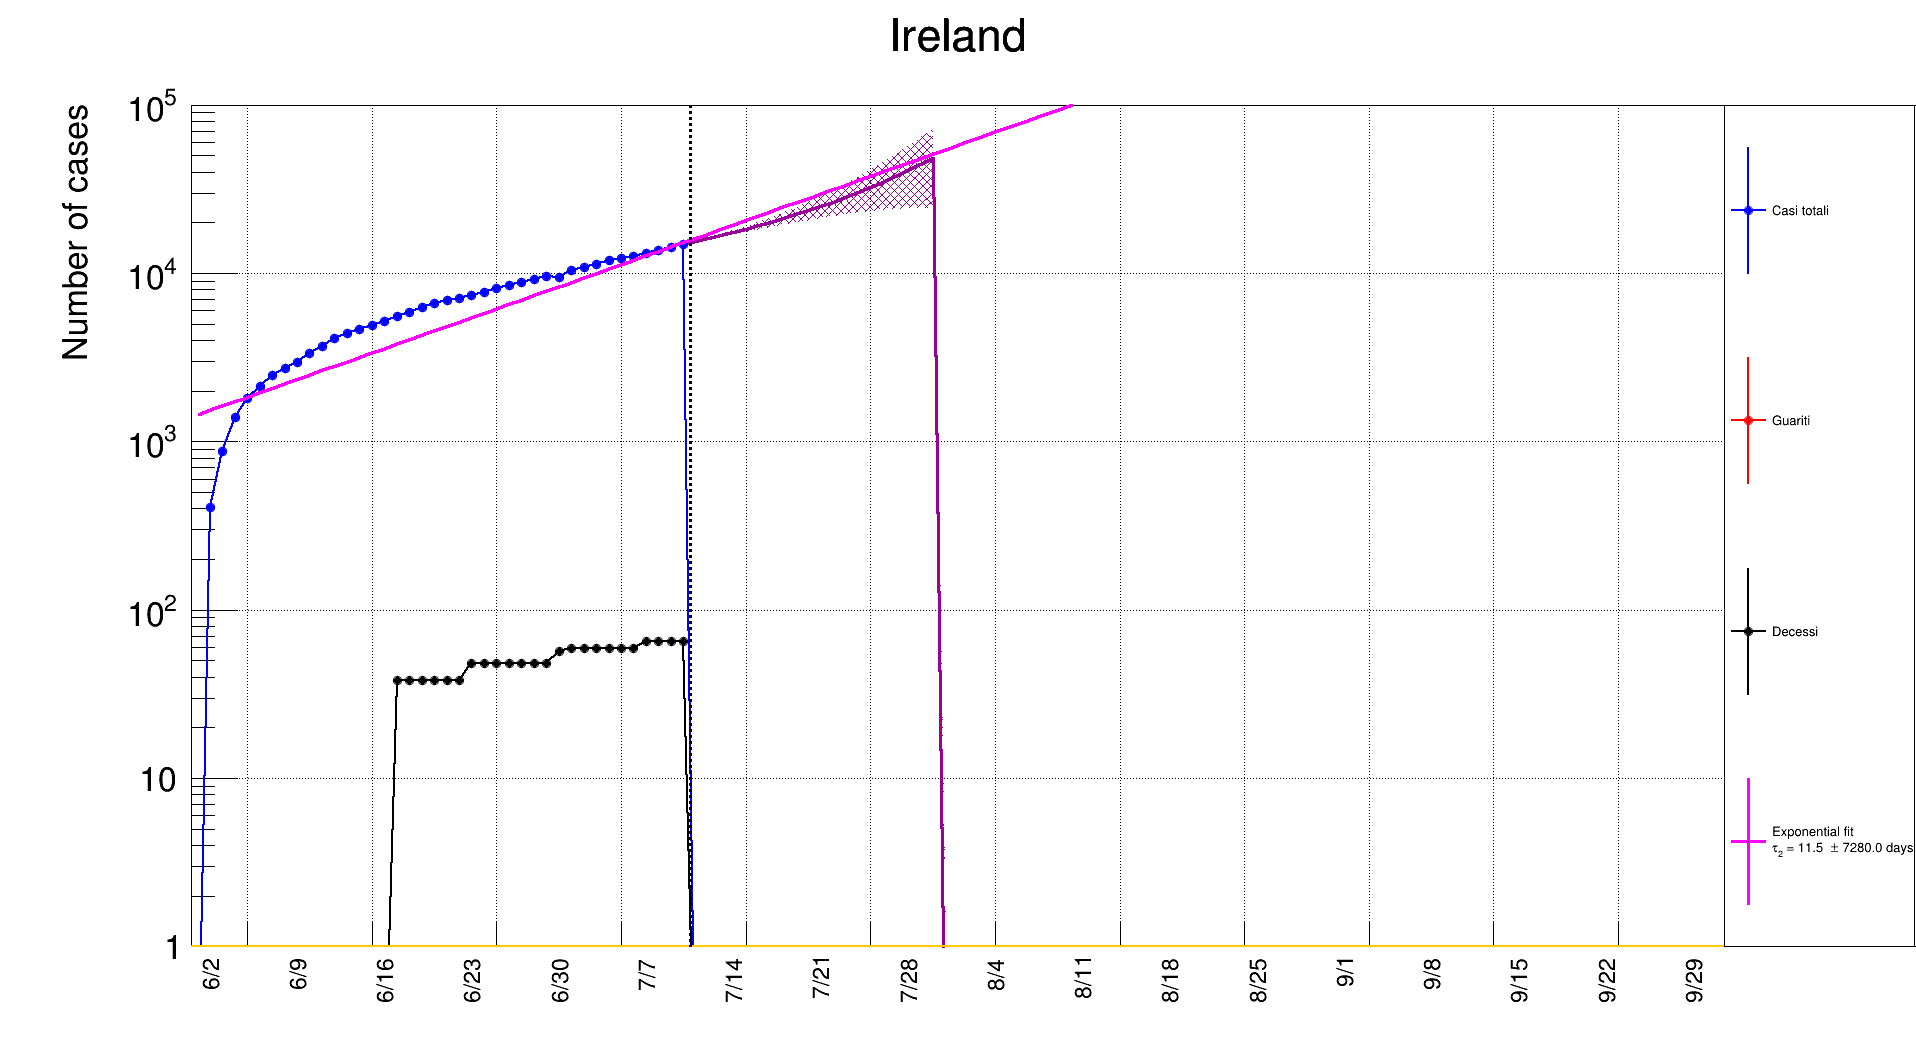 Ireland
Number of cases
10^5
10^4
10^3
10^2
10
1
6/2 6/9 6/16 6/23 6/30 7/7 7/14 7/21 7/28 8/4 8/11 8/18 8/25 9/1 9/8 9/15 9/22 9/29
Casi totali
Guariti
Decessi
Exponential fit
τ_2 = 11.5 ± 7280.0 days